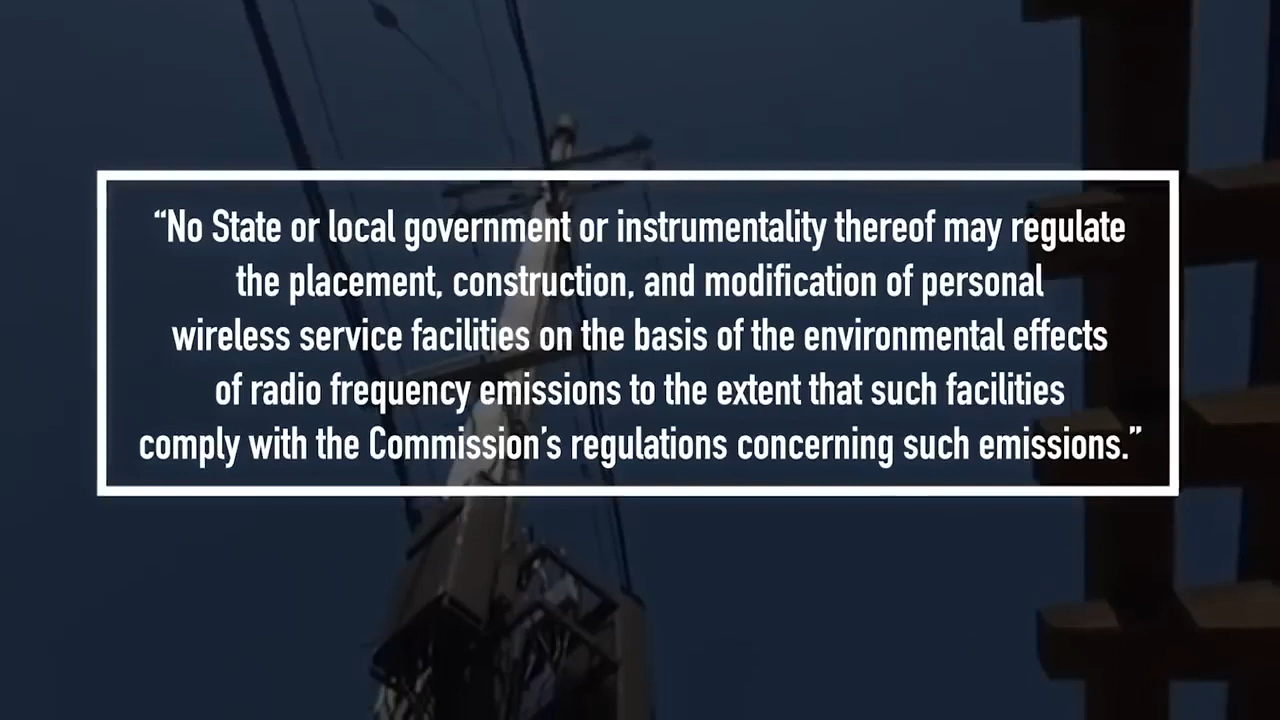 “No State or local government or instrumentality thereof may regulate
the placement, construction, and modification of personal
wireless service facilities on the basis of the environmental effects
of radio frequency emissions to the extent that such facilities
comply with the Commission’s regulations concerning such emissions.”